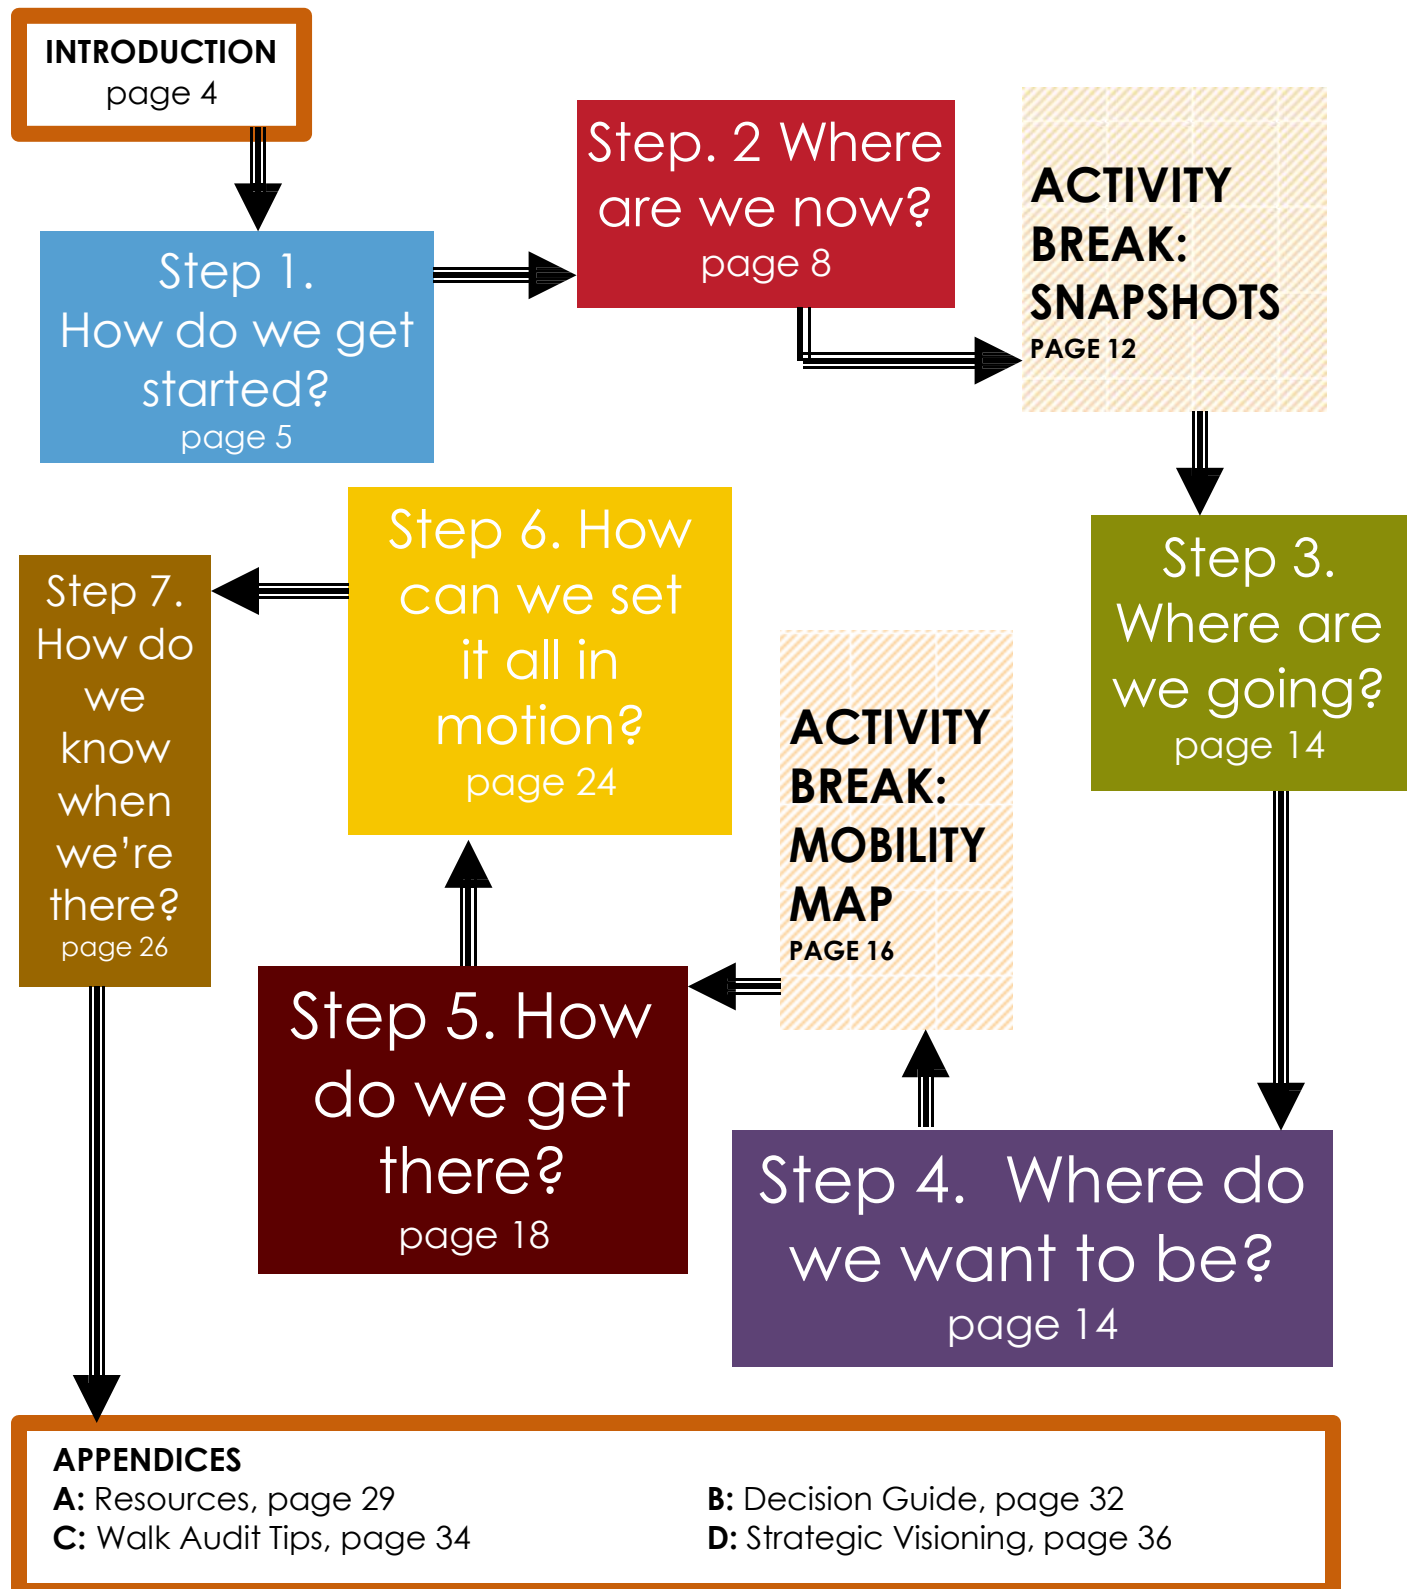 INTRODUCTION
page 4
Step 1.
How do we get
started?
page 5
Step. 2 Where
are we now?
page 8
ACTIVITY
BREAK:
SNAPSHOTS
PAGE 12
Step 3.
Where are
we going?
page 14
Step 4. Where do
we want to be?
page 14
ACTIVITY
BREAK:
MOBILITY
MAP
PAGE 16
Step 5. How
do we get
there?
page 18
Step 6. How
can we set
it all in
motion?
page 24
Step 7.
How do
we
know
when
we’re
there?
page 26
APPENDICES
A: Resources, page 29
B: Decision Guide, page 32
C: Walk Audit Tips, page 34
D: Strategic Visioning, page 36